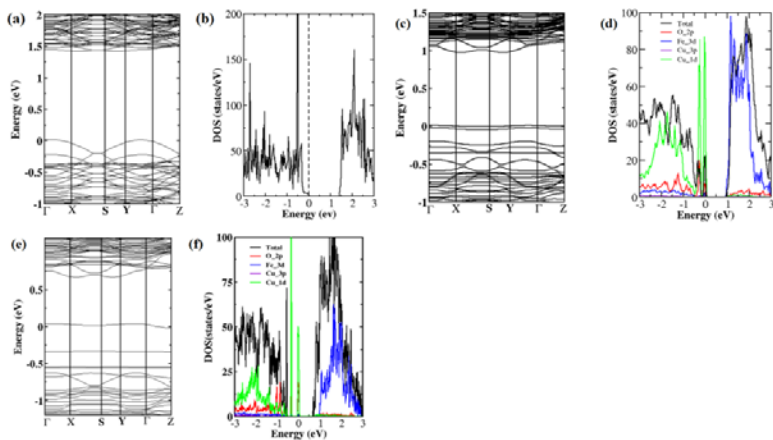 (a)
2
1.5
1
0.5
0
-0.5
-1
Γ X S Y Γ Z
Energy (eV)
(b)
200
150
100
50
0
-3 -2 -1 0 1 2 3
DOS (states/eV)
Energy (ev)
(c)
1.5
1
0.5
0
-0.5
-1
Γ X S Y Γ Z
Energy (eV)
(d)
100
80
60
40
20
0
-3 -2 -1 0 1 2 3
DOS (states/eV)
Energy (eV)
Total
O_2p
Fe_3d
Cu_3p
Cu_1d
(e)
1
0.5
0
-0.5
-1
Γ X S Y Γ Z
Energy (eV)
(f)
100
75
50
25
0
-3 -2 -1 0 1 2 3
DOS(states/eV)
Energy (eV)
Total
O_2p
Fe_3d
Cu_3p
Cu_1d